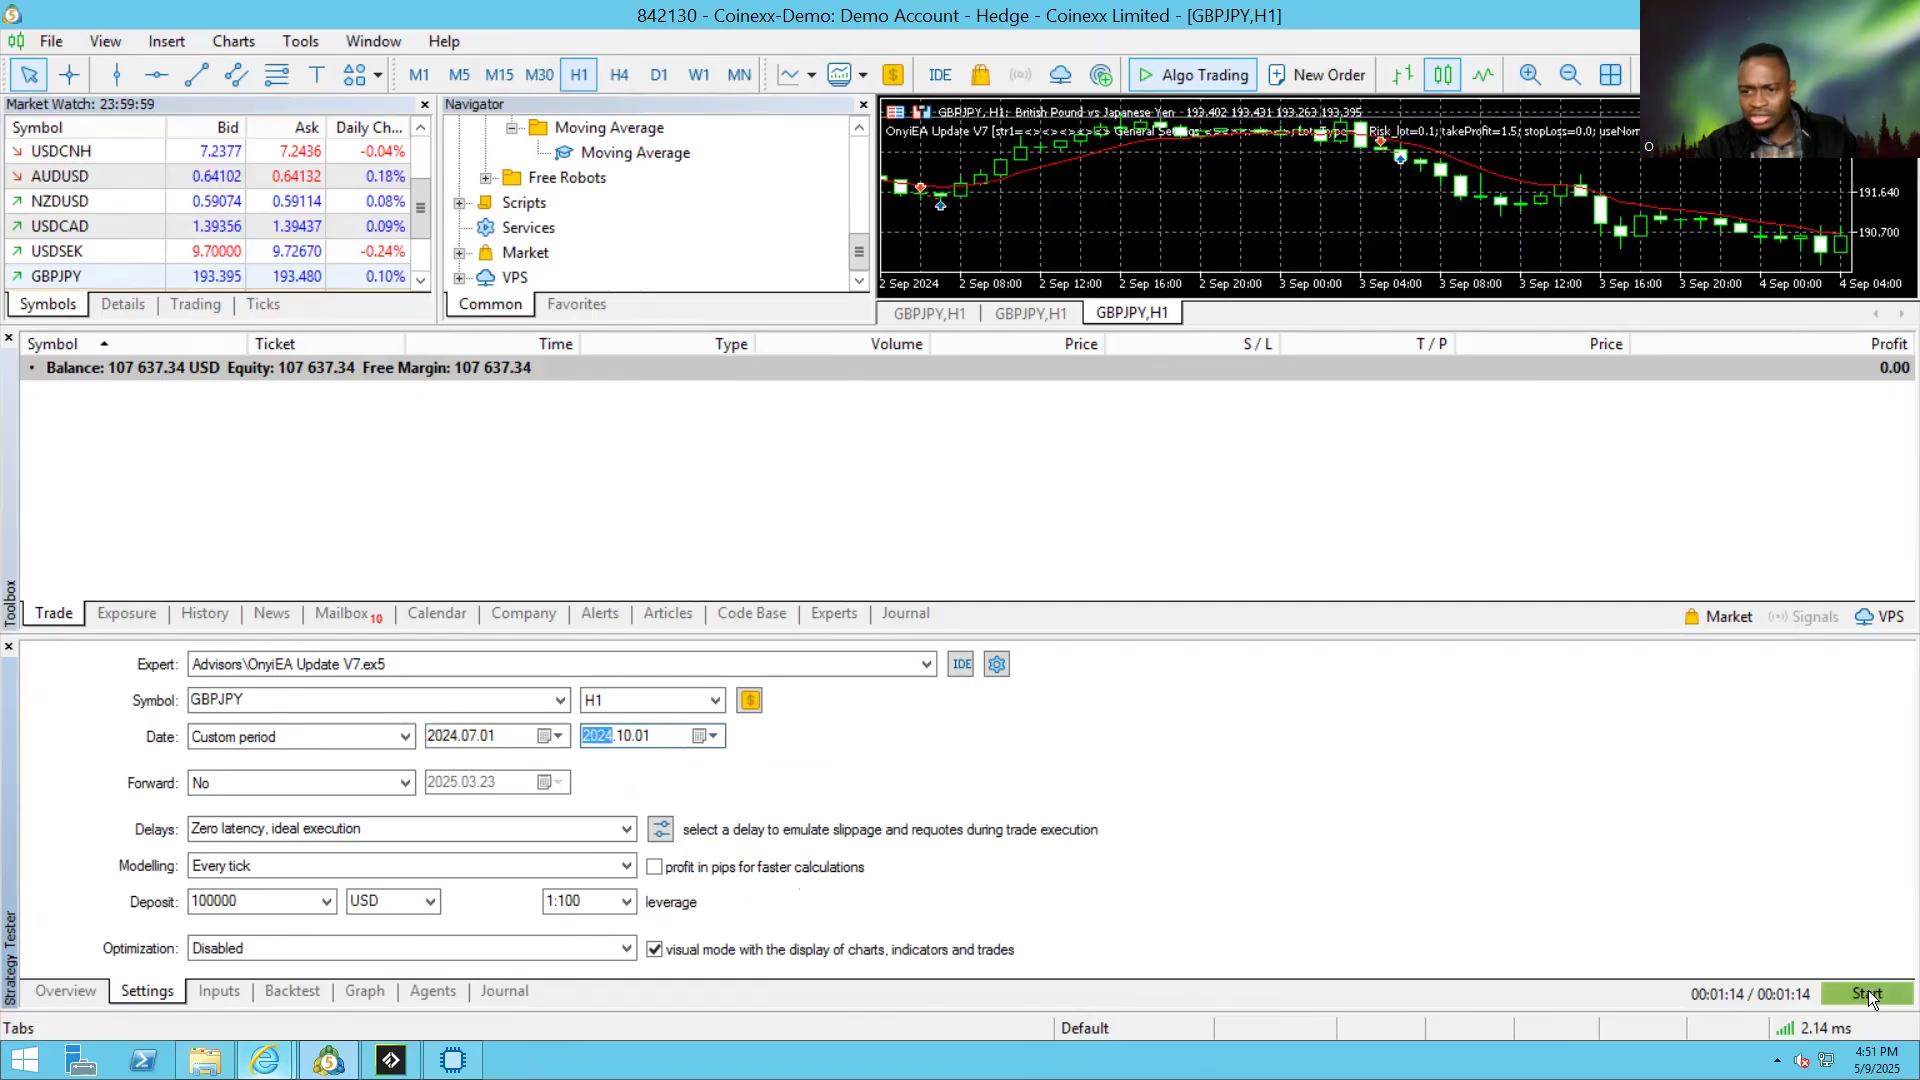 842130 - Coinexx-Demo: Demo Account - Hedge - Coinexx Limited - [GBPJPY,H1]
File View Insert Charts Tools Window Help
M1 M5 M15 M30 H1 H4 D1 W1 MN IDE Algo Trading New Order
Market Watch: 23:59:59
Symbol Bid Ask Daily Ch...
USDCNH 7.2377 7.2436 -0.04%
AUDUSD 0.64102 0.64132 0.18%
NZDUSD 0.59074 0.59114 0.08%
USDCAD 1.39356 1.39437 0.09%
USDSEK 9.70000 9.72670 -0.24%
GBPJPY 193.395 193.480 0.10%
Symbols Details Trading Ticks
Navigator
Moving Average
Moving Average
Free Robots
Scripts
Services
Market
VPS
Common Favorites
GBPJPY, H1: British Pound vs Japanese Yen 193.402 193.431 193.263 193.395
OnyiEA Update V7 [str1=<><><><><> General Settings Risk_lot=0.1; takeProfit=1.5; stopLoss=0.0; useNom
191.640
190.700
2 Sep 2024 2 Sep 08:00 2 Sep 12:00 2 Sep 16:00 2 Sep 20:00 3 Sep 00:00 3 Sep 04:00 3 Sep 08:00 3 Sep 12:00 3 Sep 16:00 3 Sep 20:00 4 Sep 00:00 4 Sep 04:00
GBPJPY,H1 GBPJPY,H1 GBPJPY,H1
O
Symbol Ticket Time Type Volume Price S / L T / P Price Profit
Balance: 107 637.34 USD Equity: 107 637.34 Free Margin: 107 637.34 0.00
Toolbox
Trade Exposure History News Mailbox 10 Calendar Company Alerts Articles Code Base Experts Journal Market Signals VPS
Expert: Advisors\OnyiEA Update V7.ex5 IDE
Symbol: GBPJPY H1
Date: Custom period 2024.07.01 2024.10.01
Forward: No 2025.03.23
Delays: Zero latency, ideal execution select a delay to emulate slippage and requotes during trade execution
Modelling: Every tick profit in pips for faster calculations
Deposit: 100000 USD 1:100 leverage
Optimization: Disabled visual mode with the display of charts, indicators and trades
Strategy Tester
Overview Settings Inputs Backtest Graph Agents Journal 00:01:14 / 00:01:14 Start
Tabs Default 2.14 ms
4:51 PM
5/9/2025